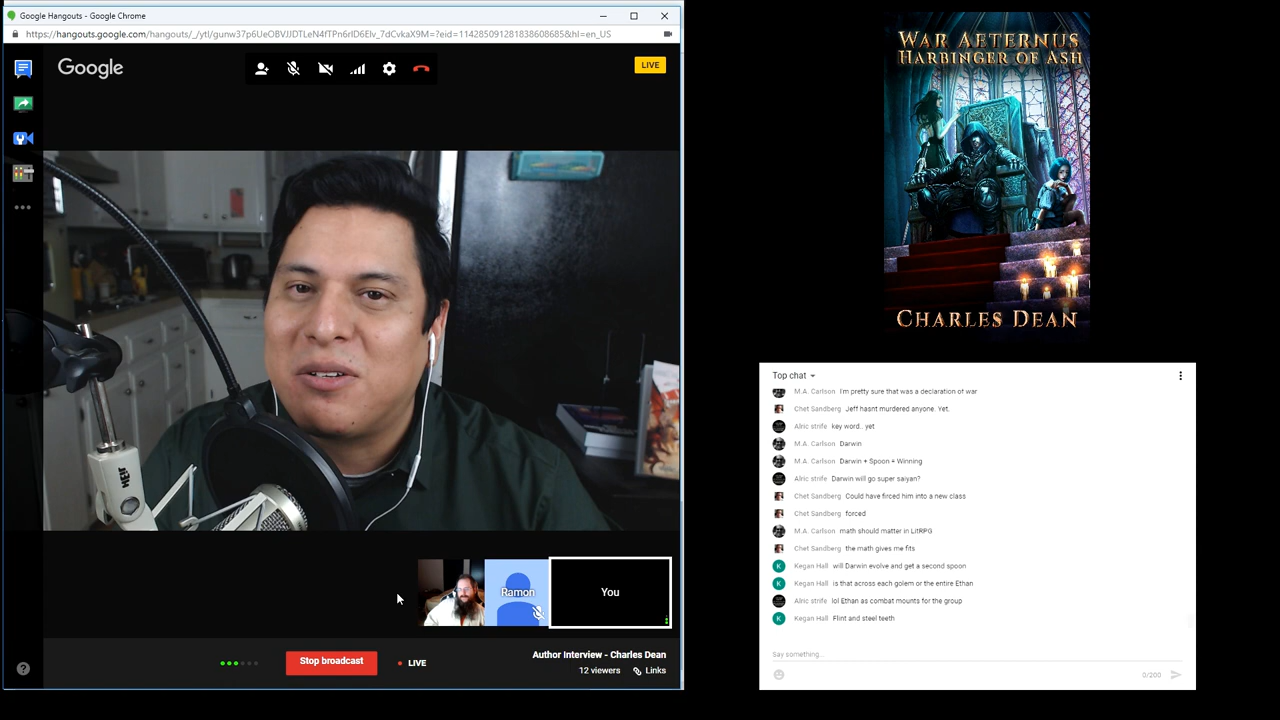 Google Hangouts - Google Chrome
https://hangouts.google.com/hangouts/_/ytl/gunw37p6UeOBVJJDTLeN4fTPn6rID6Elv_7dCvkaX9M=?eid=114285091281838608685&hl=en_US
Google
LIVE
Ramon
You
Stop broadcast
LIVE
Author Interview - Charles Dean
12 viewers
Links
WAR AETERNUS
HARBINGER OF ASH
CHARLES DEAN
Top chat
M.A. Carlson I'm pretty sure that was a declaration of war
Chet Sandberg Jeff hasnt murdered anyone. Yet.
Alric strife key word.. yet
M.A. Carlson Darwin
M.A. Carlson Darwin + Spoon = Winning
Alric strife Darwin will go super saiyan?
Chet Sandberg Could have firced him into a new class
Chet Sandberg forced
M.A. Carlson math should matter in LitRPG
Chet Sandberg the math gives me fits
K Kegan Hall will Darwin evolve and get a second spoon
K Kegan Hall is that across each golem or the entire Ethan
Alric strife lol Ethan as combat mounts for the group
K Kegan Hall Flint and steel teeth
Say something...
0/200